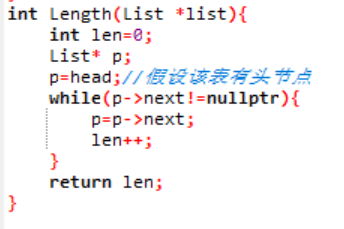 int Length(List *list){
    int len=0;
    List* p;
    p=head;//假设该表有头节点
    while(p->next!=nullptr){
        p=p->next;
        len++;
    }
    return len;
}